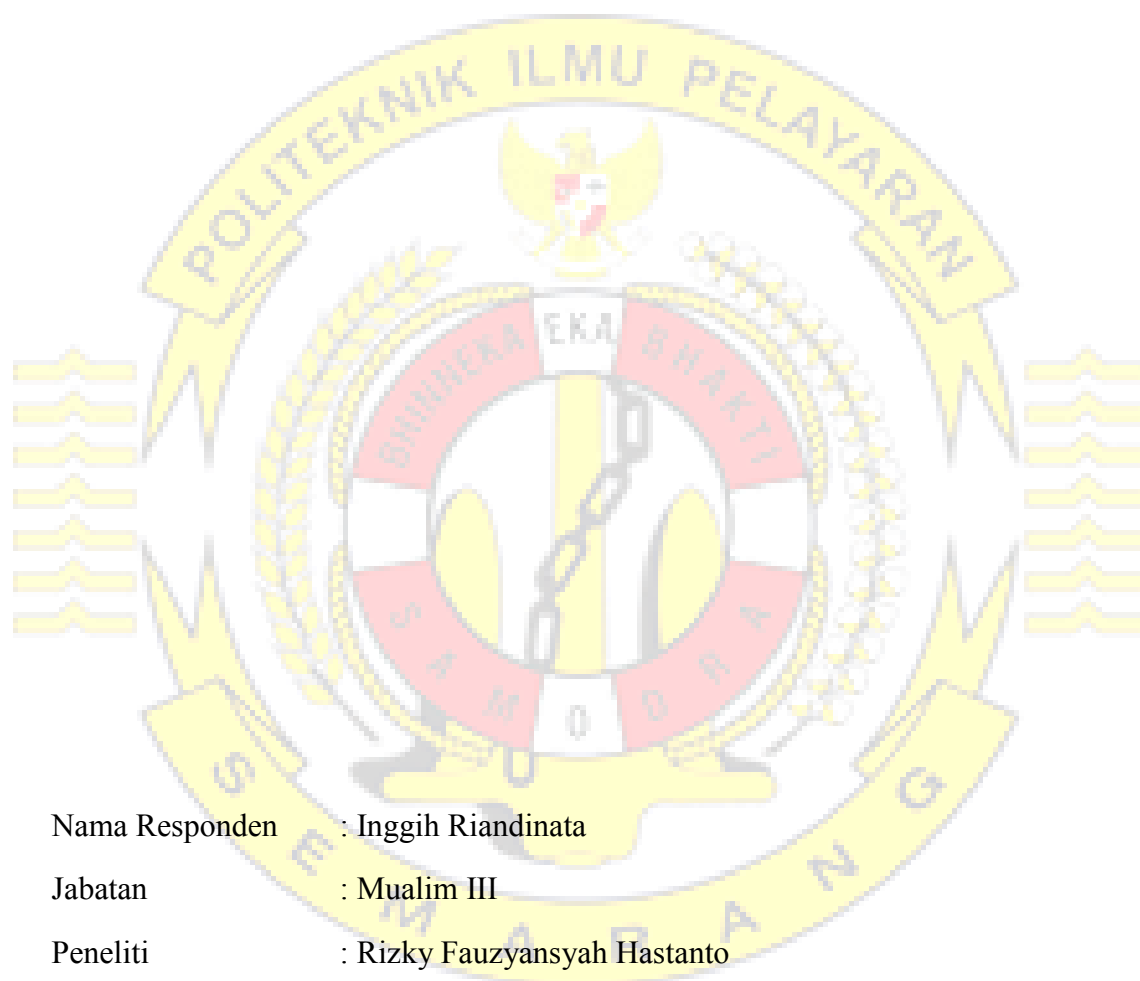 POLITEKNIK ILMU PELAYARAN
EKA
BHINNEKA
BHAKTI
SAMODRA
SEMARANG
Nama Responden : Inggih Riandinata
Jabatan : Mualim III
Peneliti : Rizky Fauzyansyah Hastanto